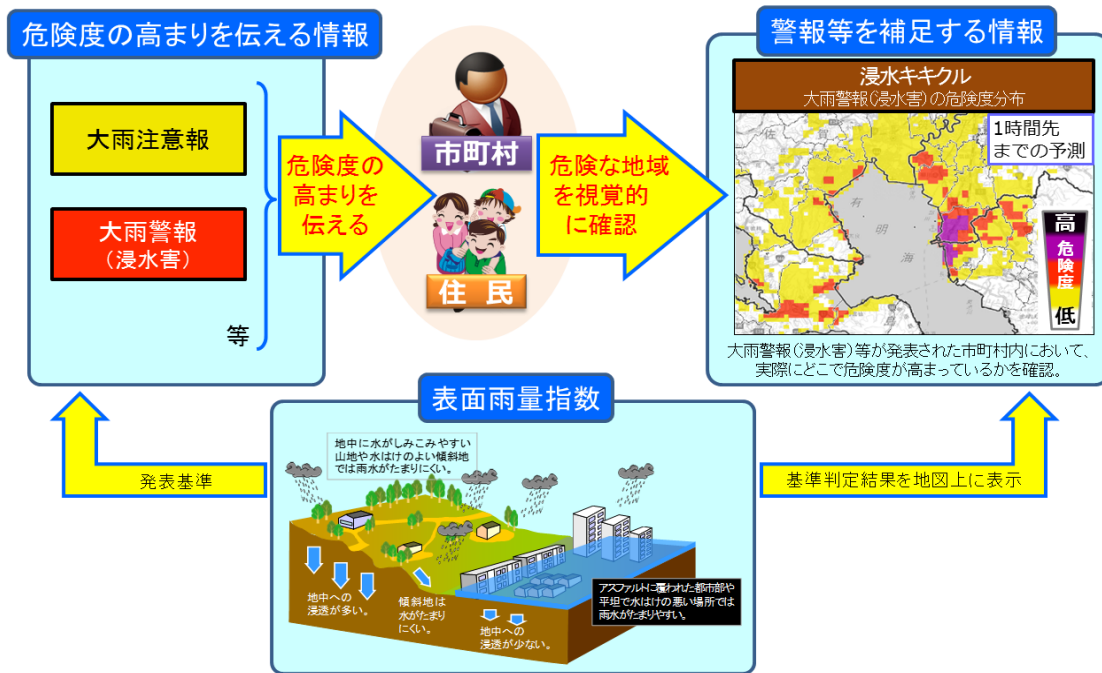 危険度の高まりを伝える情報
大雨注意報
大雨警報
（浸水害）
等
危険度の
高まりを
伝える
市町村
住 民
危険な地域
を視覚的
に確認
警報等を補足する情報
浸水キキクル
大雨警報(浸水害)の危険度分布
1時間先
までの予測
佐
賀
有
明
海
高
危険度
低
大雨警報(浸水害)等が発表された市町村内において、
実際にどこで危険度が高まっているかを確認。
表面雨量指数
地中に水がしみこみやすい
山地や水はけのよい傾斜地
では雨水がたまりにくい。
地中への
浸透が多い。
傾斜地は
水がたまり
にくい。
地中への
浸透が少ない。
アスファルトに覆われた都市部や
平坦で水はけの悪い場所では
雨水がたまりやすい。
発表基準
基準判定結果を地図上に表示